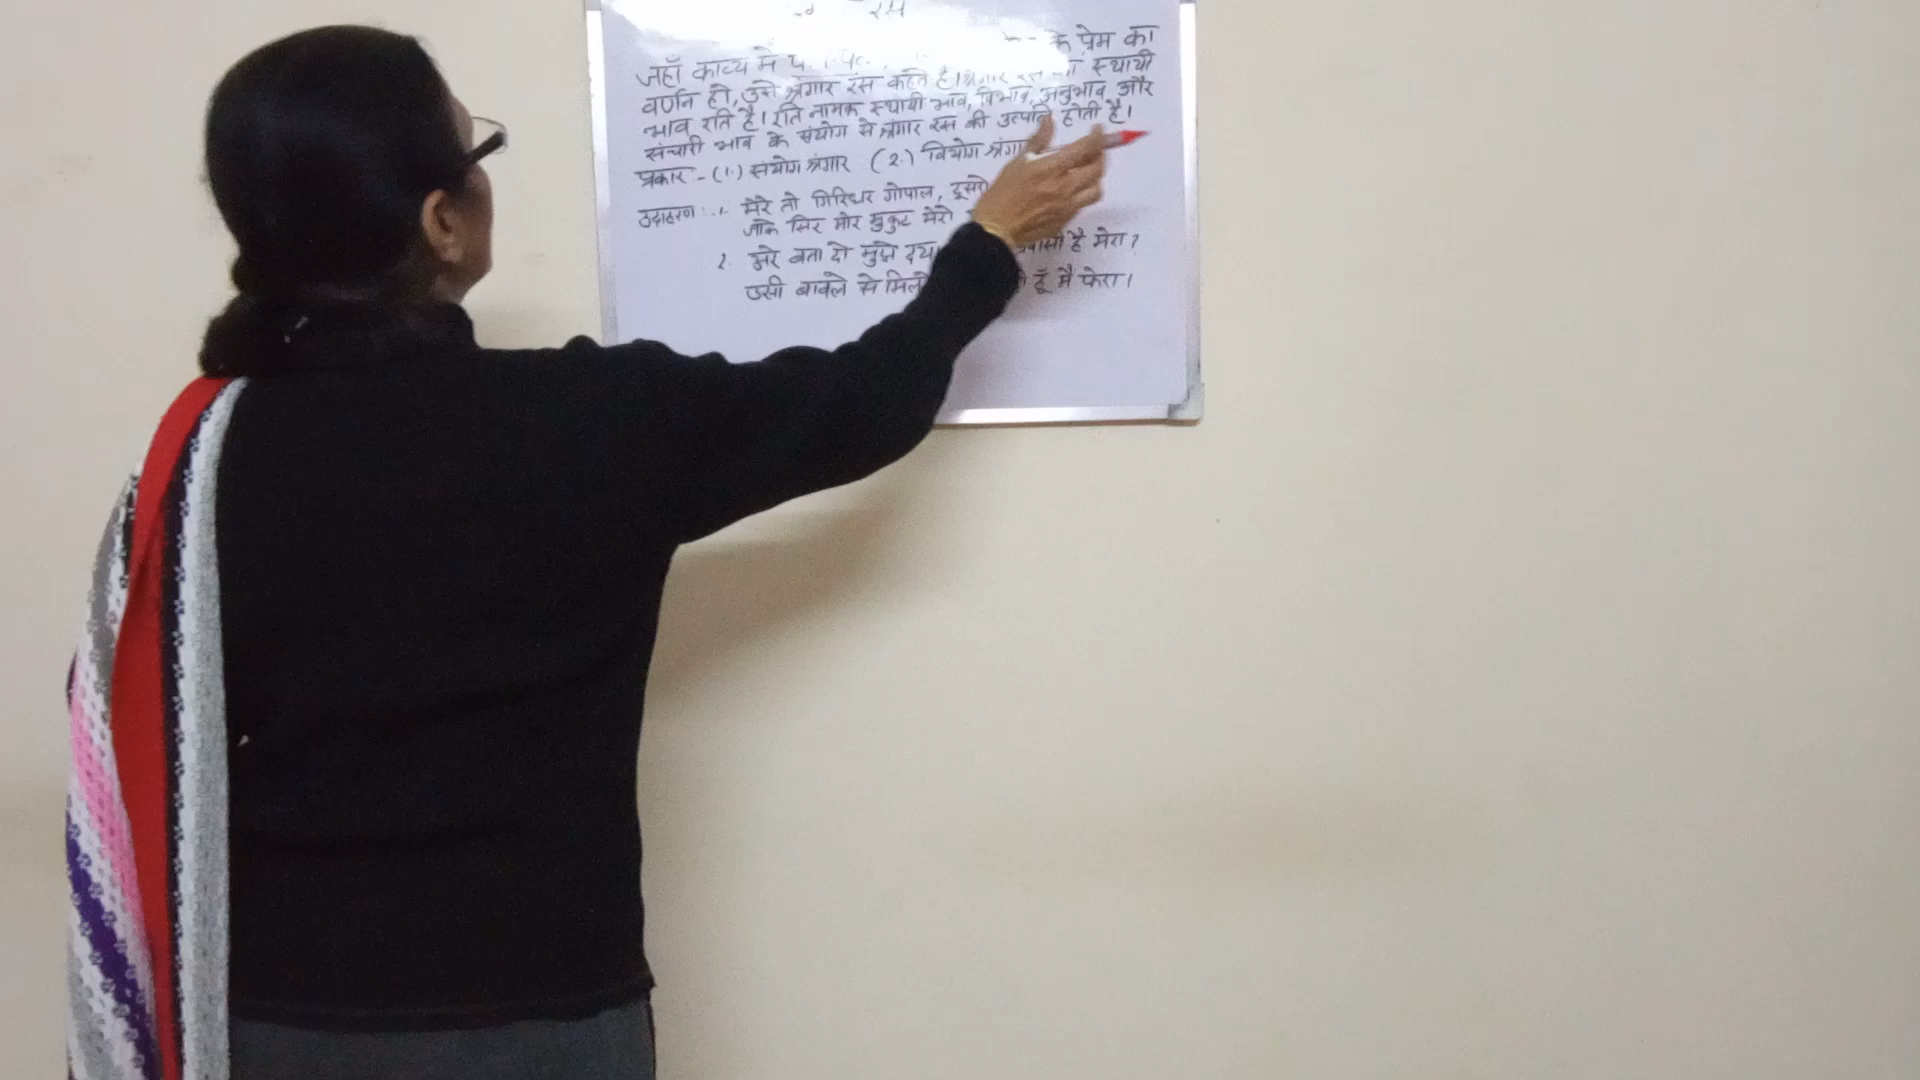 रस
जहाँ काव्य में के प्रेम का
वर्णन हो, उसे श्रंगार रस कहते है। श्रंगार स्थायी
भाव रति है। रति नामक स्थायी भाव, विभाव, अनुभाव और
संचारी भाव के संयोग से श्रंगार रस की उत्पत्ति होती है।
प्रकार:- (1.) संयोग श्रंगार (2.) वियोग
उदाहरण :-1. मेरे तो गिरिधर गोपाल,
जाके सिर मोर मुकुट मेरो
2. अरे बता दो मुझे है मेरा?
उसी बावले से हूँ मै फेरा।